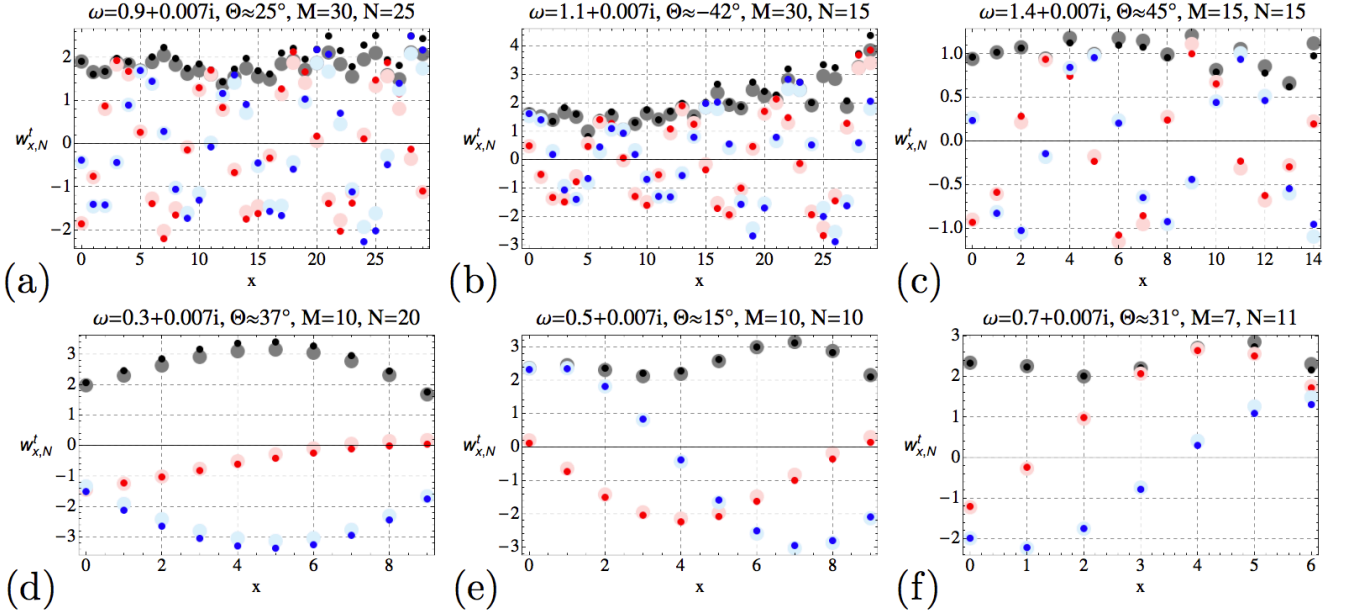 ω=0.9+0.007i, Θ≈25°, M=30, N=25
2
1
0
-1
-2
w^t_{x,N}
0 5 10 15 20 25
x
(a)
ω=1.1+0.007i, Θ≈-42°, M=30, N=15
4
3
2
1
0
-1
-2
-3
w^t_{x,N}
0 5 10 15 20 25
x
(b)
ω=1.4+0.007i, Θ≈45°, M=15, N=15
1.0
0.5
0.0
-0.5
-1.0
w^t_{x,N}
0 2 4 6 8 10 12 14
x
(c)
ω=0.3+0.007i, Θ≈37°, M=10, N=20
3
2
1
0
-1
-2
-3
w^t_{x,N}
0 2 4 6 8
x
(d)
ω=0.5+0.007i, Θ≈15°, M=10, N=10
3
2
1
0
-1
-2
-3
w^t_{x,N}
0 2 4 6 8
x
(e)
ω=0.7+0.007i, Θ≈31°, M=7, N=11
3
2
1
0
-1
-2
w^t_{x,N}
0 1 2 3 4 5 6
x
(f)